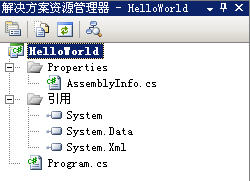 解决方案资源管理器 - HelloWorld
HelloWorld
Properties
AssemblyInfo.cs
引用
System
System.Data
System.Xml
Program.cs